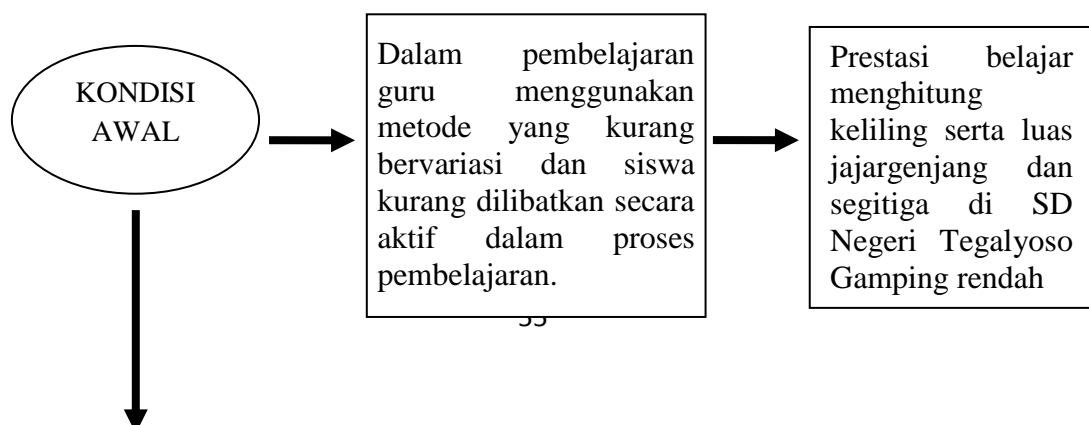 KONDISI
AWAL
Dalam pembelajaran
guru menggunakan
metode yang kurang
bervariasi dan siswa
kurang dilibatkan secara
aktif dalam proses
pembelajaran.
Prestasi belajar
menghitung
keliling serta luas
jajargenjang dan
segitiga di SD
Negeri Tegalyoso
Gamping rendah